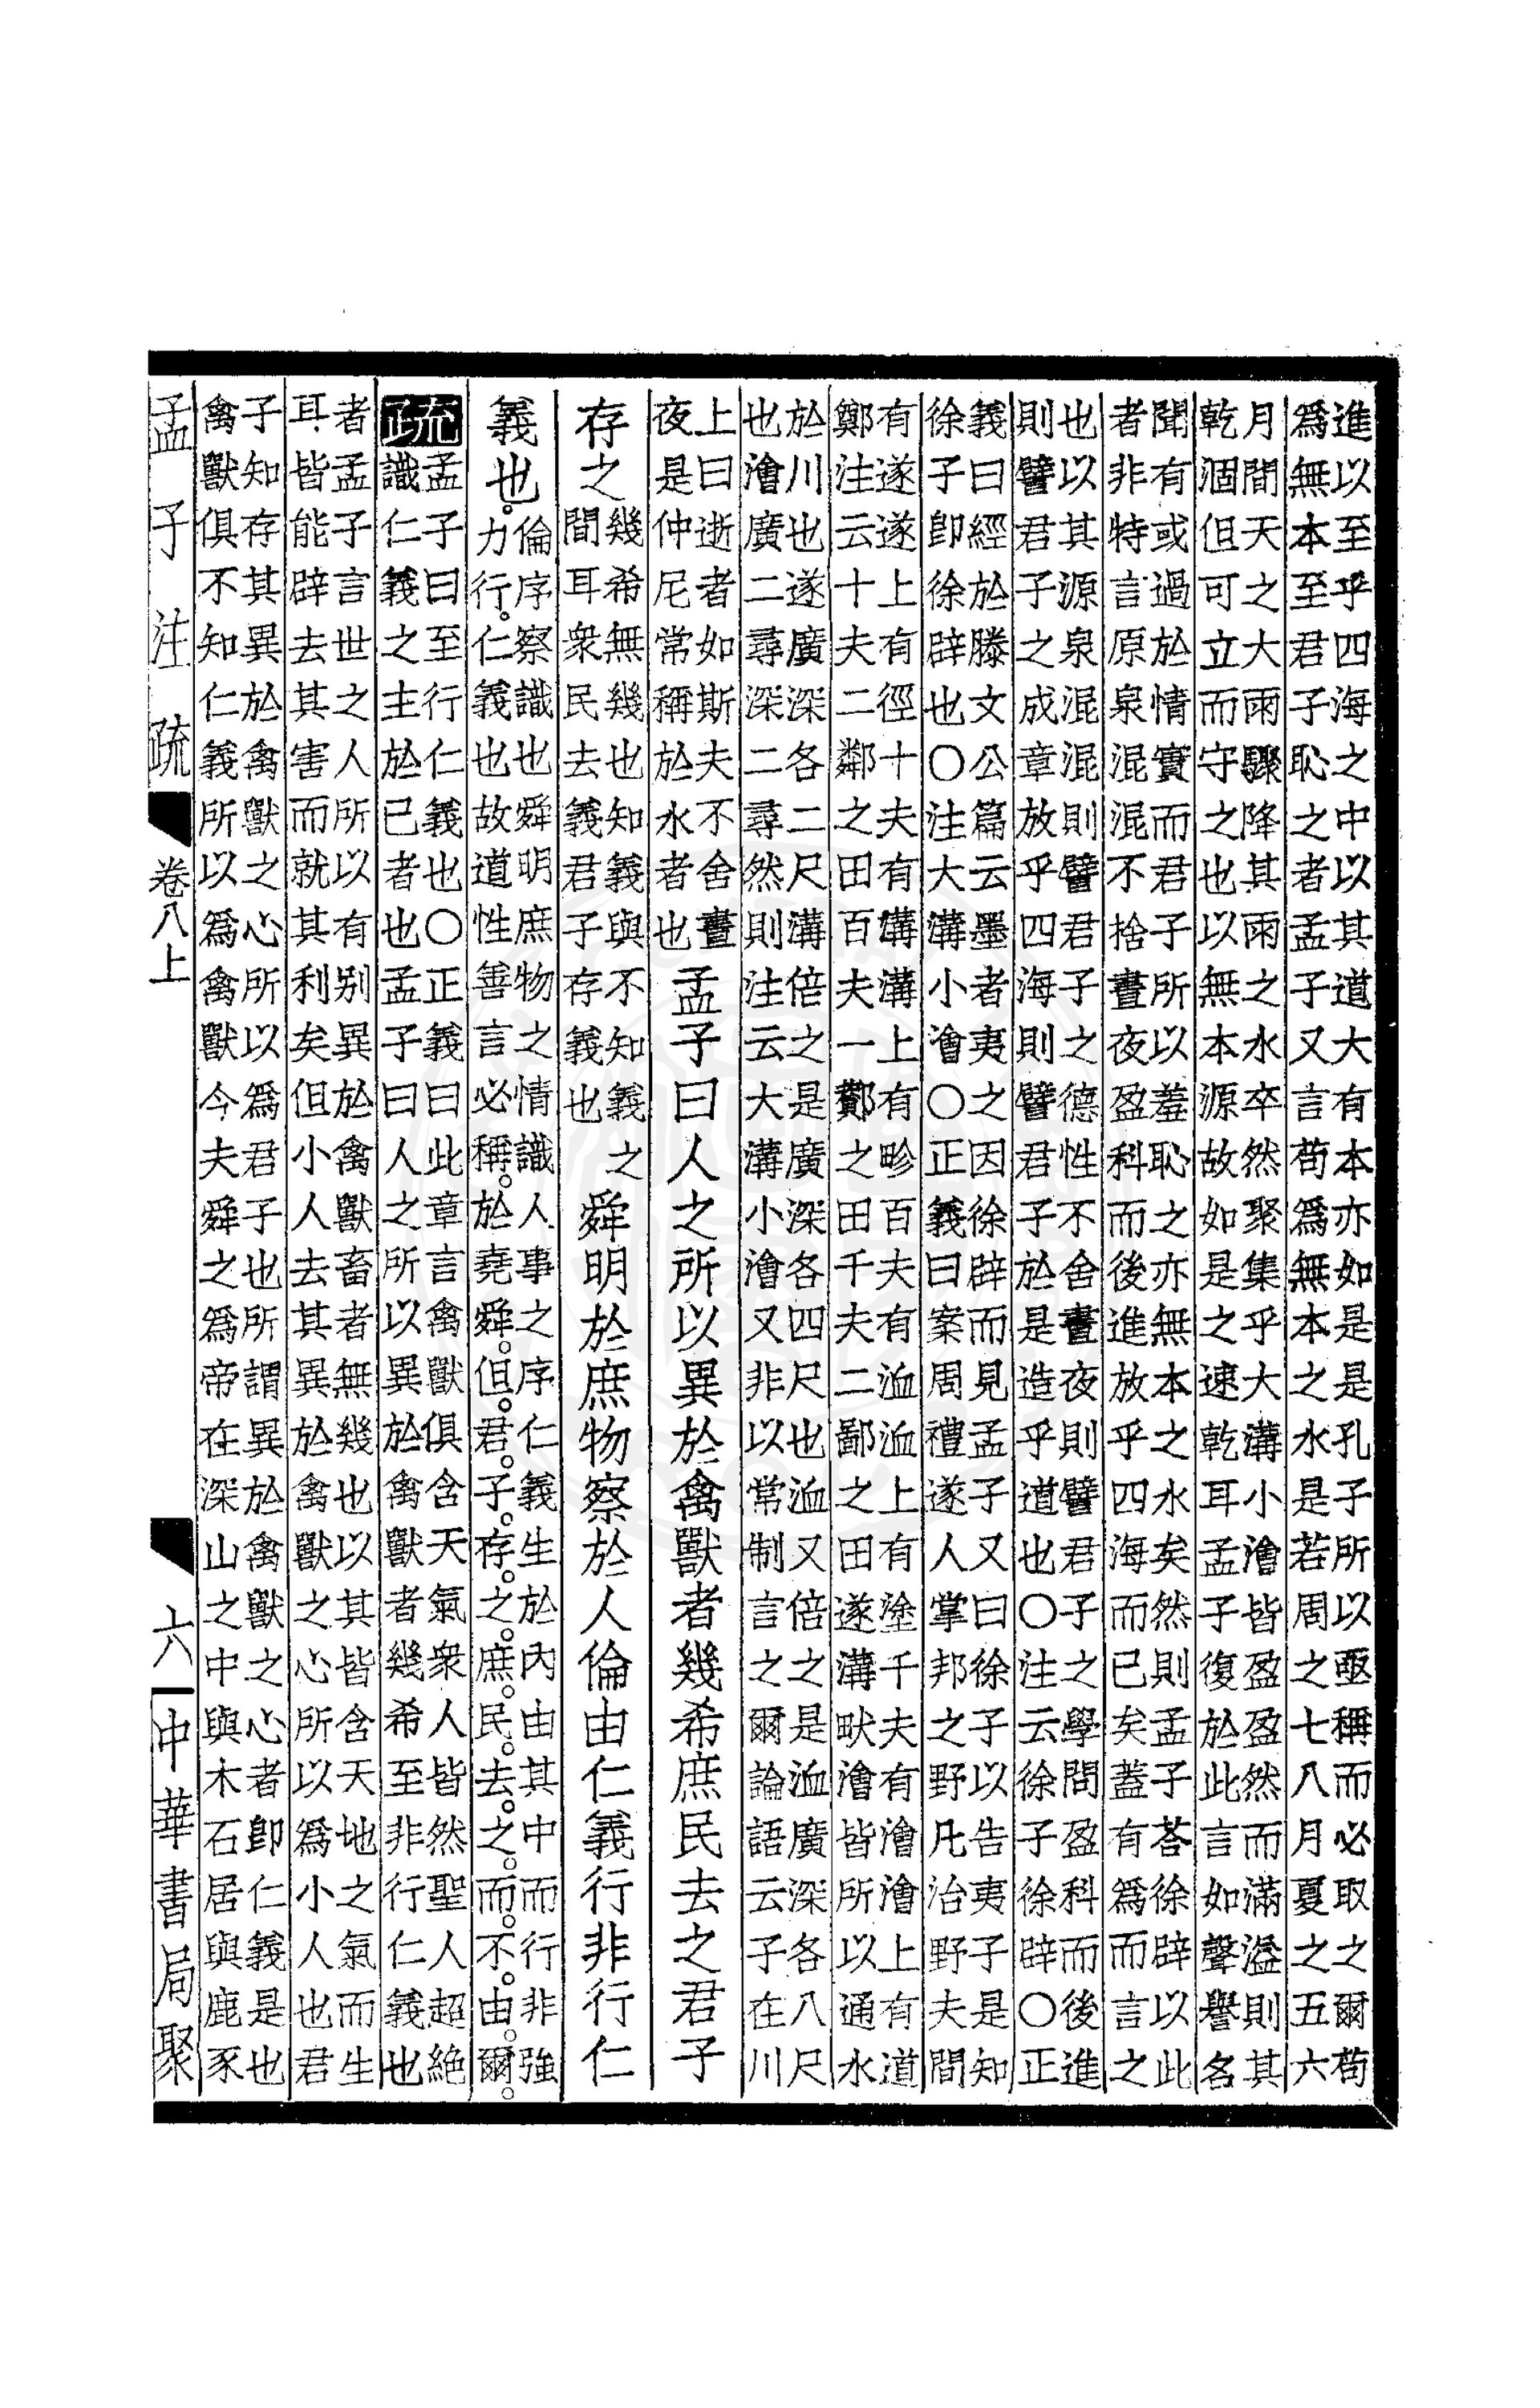 進以至乎四海之中以其道大有本亦如是是孔子所以亟稱而必取之爾苟
爲無本至君子恥之者孟子又言苟爲無本之水是若周之七八月夏之五六
月間天之大雨驟降其雨之水卒然聚集乎大溝小澮皆盈盈然而滿溢則其
乾涸但可立而守之也以無本源故如是之速乾耳孟子復於此言如聲譽名
聞有或過於情實而君子所以羞恥之亦無本之水矣然則孟子荅徐辟以此
者非特言原泉混混不捨晝夜盈科而後進放乎四海而已矣蓋有爲而言之
也以其源泉混混則譬君子之德性不舍晝夜則譬君子之學問盈科而後進
則譬君子之成章放乎四海則譬君子於是造乎道也〇注云徐子徐辟〇正
義曰經於滕文公篇云墨者夷之因徐辟而見孟子又曰徐子以告夷子是知
徐子卽徐辟也〇注大溝小澮〇正義曰案周禮遂人掌邦之野凡治野夫間
有遂遂上有徑十夫有溝溝上有畛百夫有洫洫上有塗千夫有澮澮上有道
鄭注云十夫二鄰之田百夫一酇之田千夫二鄙之田遂溝畎澮皆所以通水
於川也遂廣深各二尺溝倍之是廣深各四尺也洫又倍之是洫廣深各八尺
也澮廣二尋深二尋然則注云大溝小澮又非以常制言之爾論語云子在川
上曰逝者如斯夫不舍晝
夜是仲尼常稱於水者也
孟子曰人之所以異於禽獸者幾希庶民去之君子
存之
幾希無幾也知義與不知義之
間耳衆民去義君子存義也
舜明於庶物察於人倫由仁義行非行仁
義也。
倫序察識也舜明庶物之情識人事之序仁義生於內由其中而行非強
力行。仁義也故道性善言必稱。於堯舜。但。君。子。存。之。庶。民。去。之。而。不。由。爾。
疏
孟子曰至行仁義也〇正義曰此章言禽獸俱含天氣衆人皆然聖人超絶
識仁義之主於已者也孟子曰人之所以異於禽獸者幾希至非行仁義也
者孟子言世之人所以有别異於禽獸畜者無幾也以其皆含天地之氣而生
耳皆能辟去其害而就其利矣但小人去其異於禽獸之心所以爲小人也君
子知存其異於禽獸之心所以爲君子也所謂異於禽獸之心者卽仁義是也
禽獸俱不知仁義所以爲禽獸今夫舜之爲帝在深山之中與木石居與鹿豕
孟子注疏 卷八上 六 中華書局聚